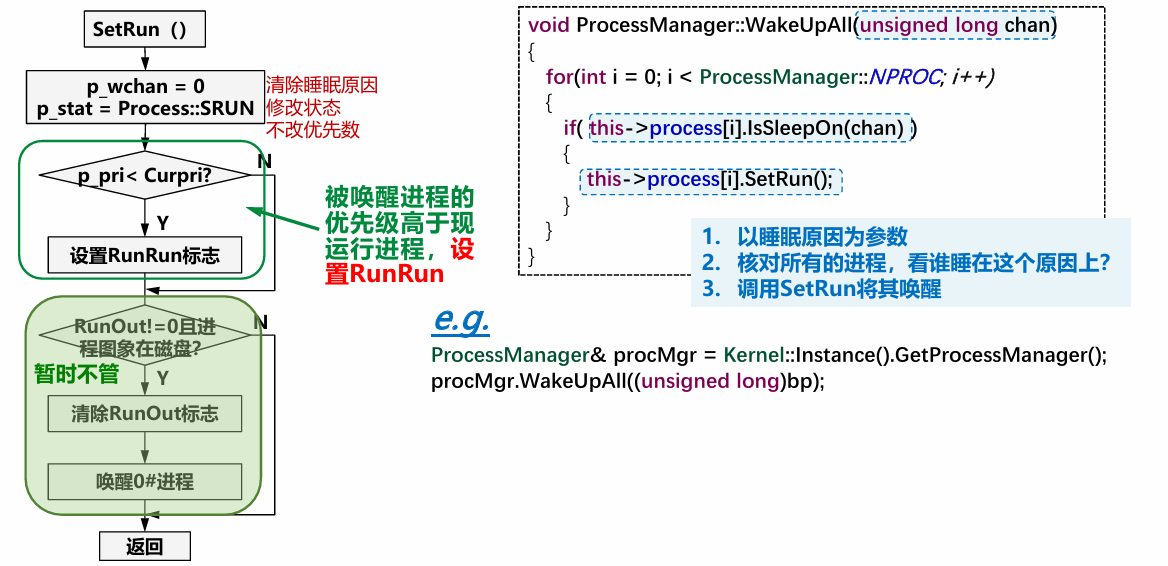 SetRun（）
p_wchan = 0
p_stat = Process::SRUN
清除睡眠原因
修改状态
不改优先数
p_pri< Curpri?
N
Y
设置RunRun标志
被唤醒进程的
优先级高于现
运行进程，设
置RunRun
RunOut!=0且进
程图象在磁盘?
N
暂时不管
Y
清除RunOut标志
唤醒0#进程
返回
void ProcessManager::WakeUpAll(unsigned long chan)
{
for(int i = 0; i < ProcessManager::NPROC; i++)
{
if( this->process[i].IsSleepOn(chan) )
{
this->process[i].SetRun();
}
}
}
1. 以睡眠原因为参数
2. 核对所有的进程，看谁睡在这个原因上?
3. 调用SetRun将其唤醒
e.g.
ProcessManager& procMgr = Kernel::Instance().GetProcessManager();
procMgr.WakeUpAll((unsigned long)bp);